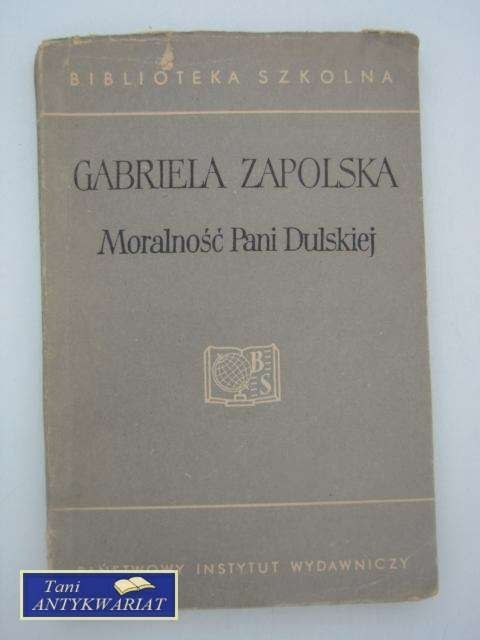 BIBLIOTEKA SZKOLNA
GABRIELA ZAPOLSKA
Moralność Pani Dulskiej
B
S
PAŃSTWOWY INSTYTUT WYDAWNICZY
Tani
ANTYKWARIAT